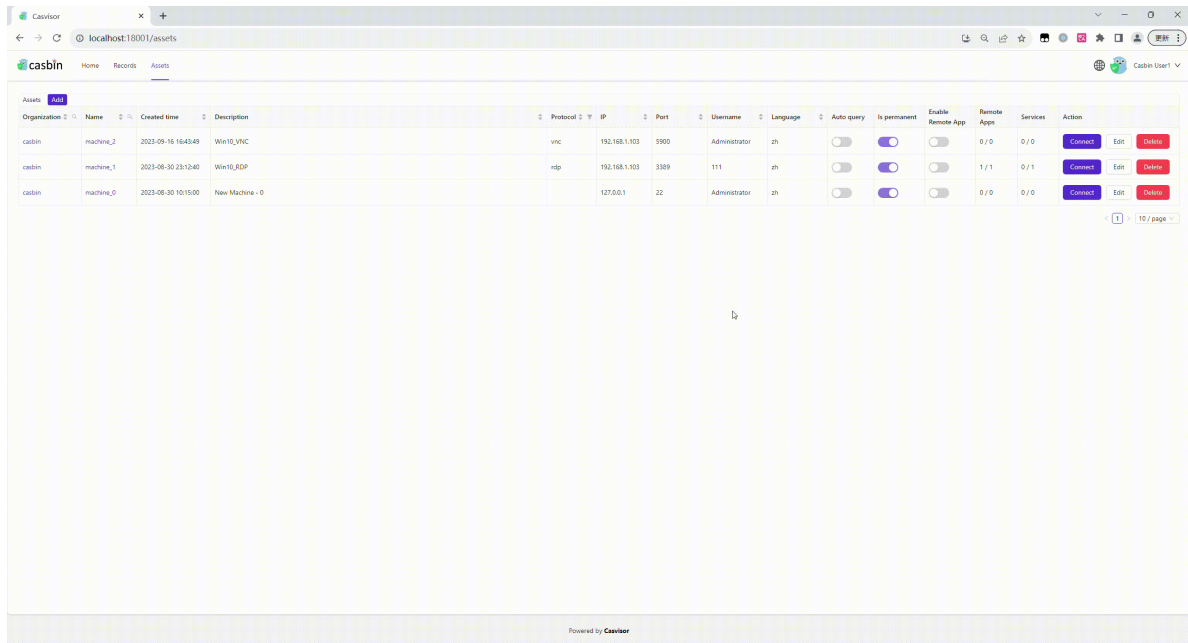 Casvisor
localhost:18001/assets
更新
casbin Home Records Assets Casbin User1
Assets Add
Organization Name Created time Description Protocol IP Port Username Language Auto query Is permanent Enable Remote App Remote Apps Services Action
casbin machine_2 2023-09-16 16:43:49 Win10_VNC vnc 192.168.1.103 5900 Administrator zh 0 / 0 0 / 0 Connect Edit Delete
casbin machine_1 2023-08-30 23:12:40 Win10_RDP rdp 192.168.1.103 3389 111 zh 1 / 1 0 / 1 Connect Edit Delete
casbin machine_0 2023-08-30 10:15:00 New Machine - 0 127.0.0.1 22 Administrator zh 0 / 0 0 / 0 Connect Edit Delete
1 10 / page
Powered by Casvisor